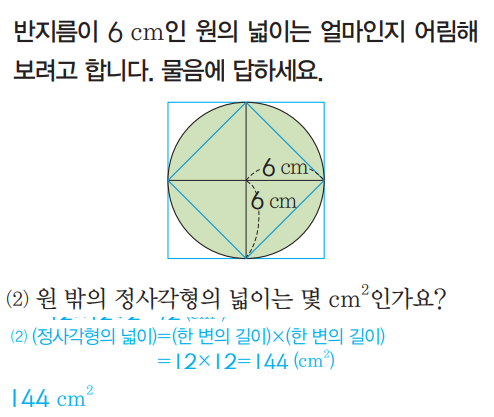 반지름이 6 cm인 원의 넓이는 얼마인지 어림해
보려고 합니다. 물음에 답하세요.
6 cm
6 cm
(2) 원 밖의 정사각형의 넓이는 몇 cm²인가요?
(2) (정사각형의 넓이)=(한 변의 길이)×(한 변의 길이)
=12×12=144 (cm²)
144 cm²